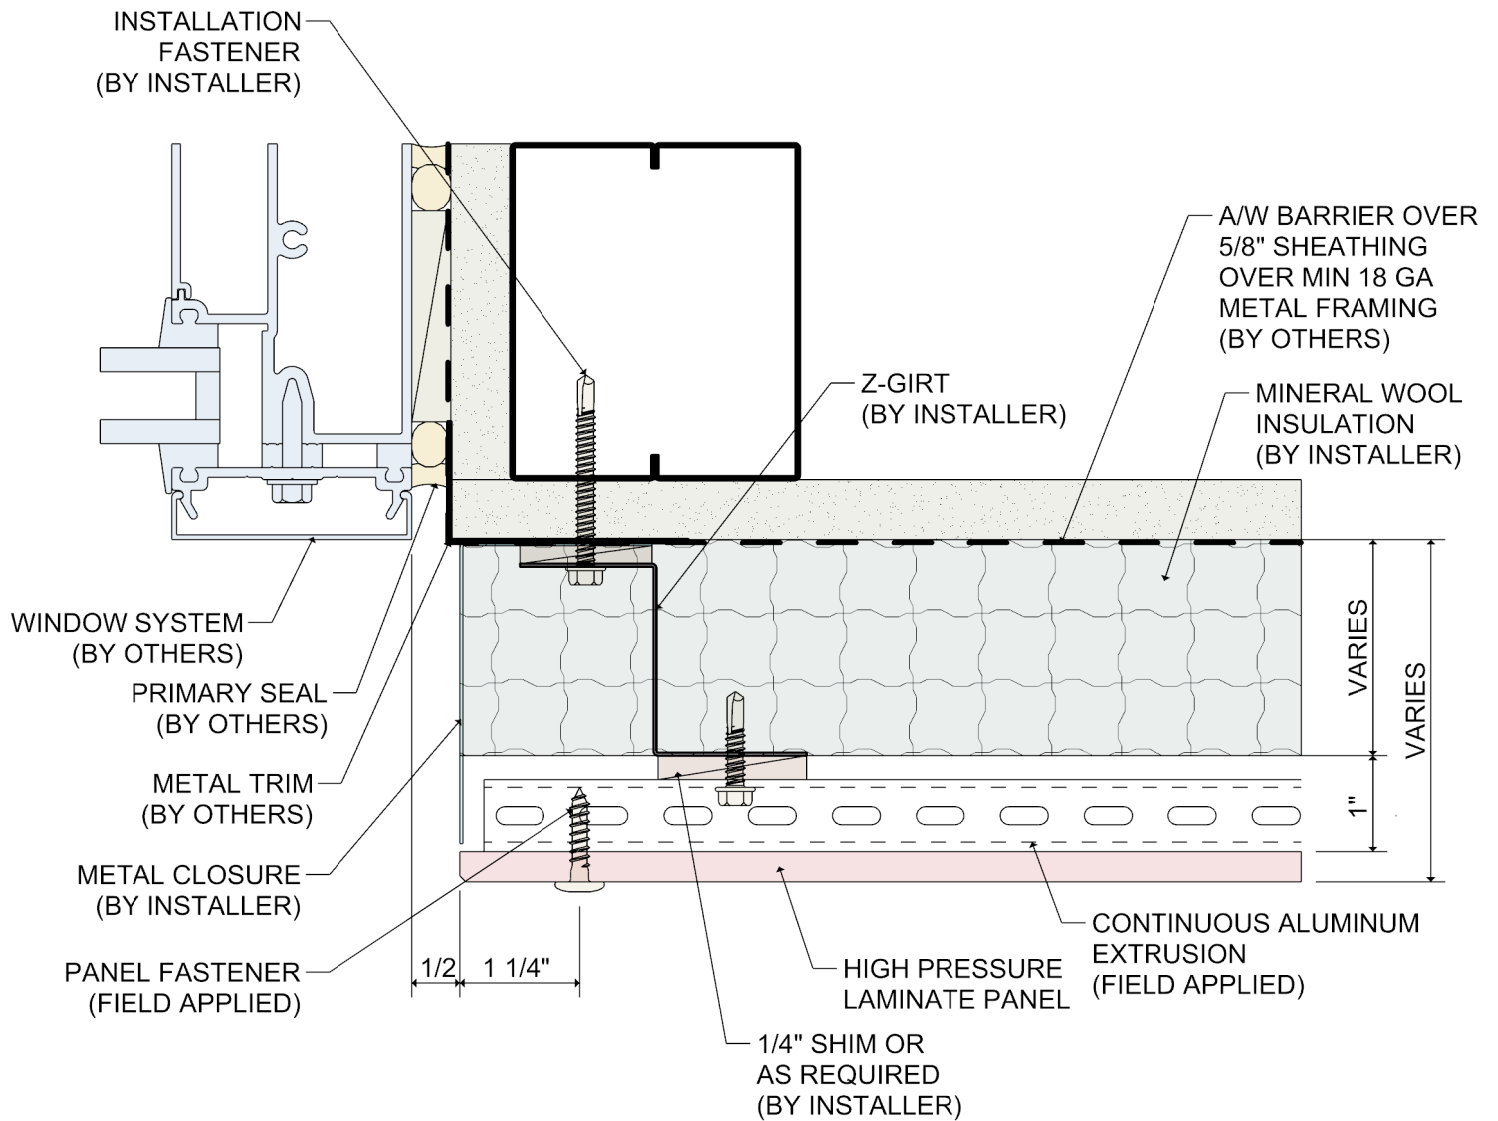 INSTALLATION
FASTENER
(BY INSTALLER)
A/W BARRIER OVER
5/8" SHEATHING
OVER MIN 18 GA
METAL FRAMING
(BY OTHERS)
Z-GIRT
(BY INSTALLER)
MINERAL WOOL
INSULATION
(BY INSTALLER)
WINDOW SYSTEM
(BY OTHERS)
PRIMARY SEAL
(BY OTHERS)
METAL TRIM
(BY OTHERS)
METAL CLOSURE
(BY INSTALLER)
PANEL FASTENER
(FIELD APPLIED)
1/2
1 1/4"
VARIES
VARIES
1"
HIGH PRESSURE
LAMINATE PANEL
CONTINUOUS ALUMINUM
EXTRUSION
(FIELD APPLIED)
1/4" SHIM OR
AS REQUIRED
(BY INSTALLER)